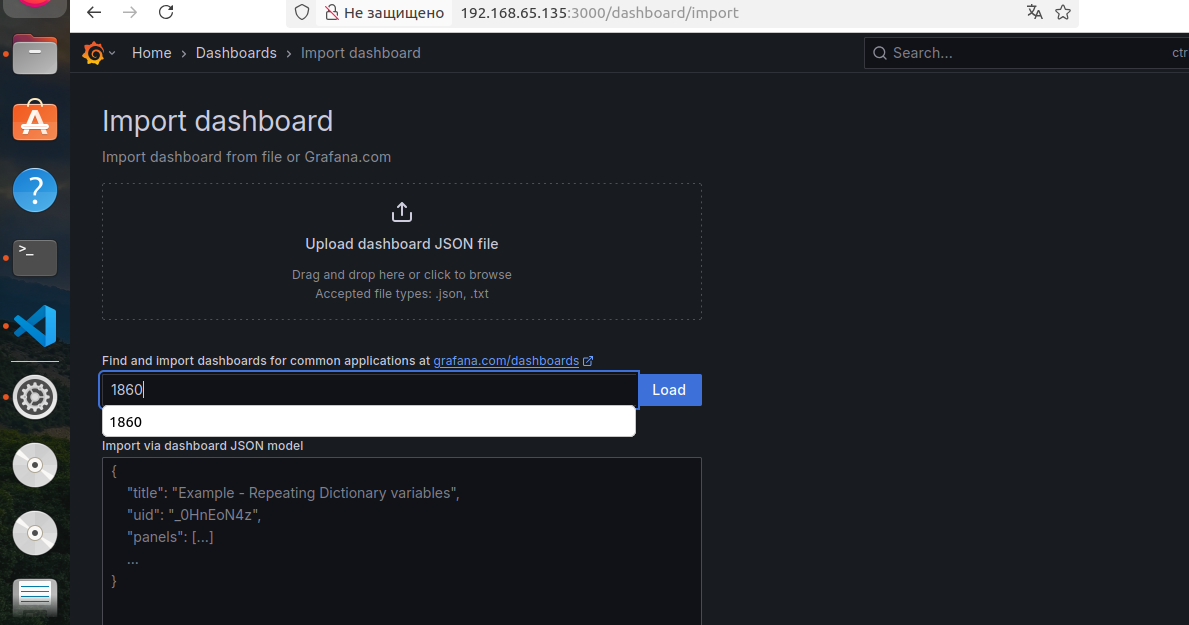 Не защищено 192.168.65.135:3000/dashboard/import
Home › Dashboards › Import dashboard
Search...
ctr
Import dashboard
Import dashboard from file or Grafana.com
Upload dashboard JSON file
Drag and drop here or click to browse
Accepted file types: .json, .txt
Find and import dashboards for common applications at grafana.com/dashboards
1860
Load
1860
Import via dashboard JSON model
{
"title": "Example - Repeating Dictionary variables",
"uid": "_0HnEoN4z",
"panels": [...]
...
}